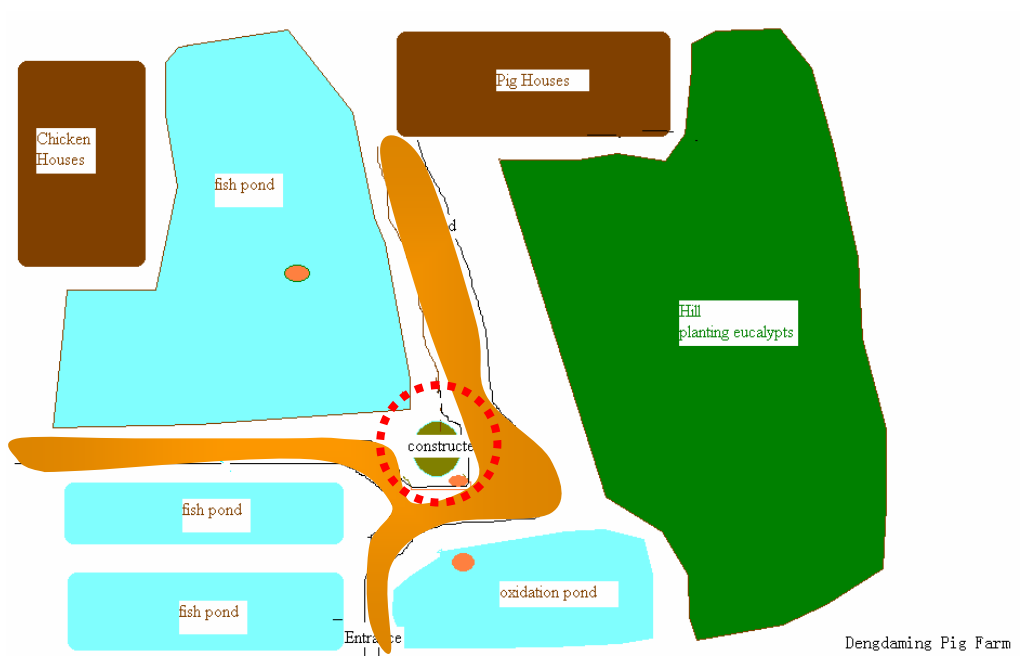 Pig Houses
Chicken
Houses
fish pond
d
Hill
planting eucalypts
constructe
fish pond
oxidation pond
fish pond
Entrance
Dengdaming Pig Farm